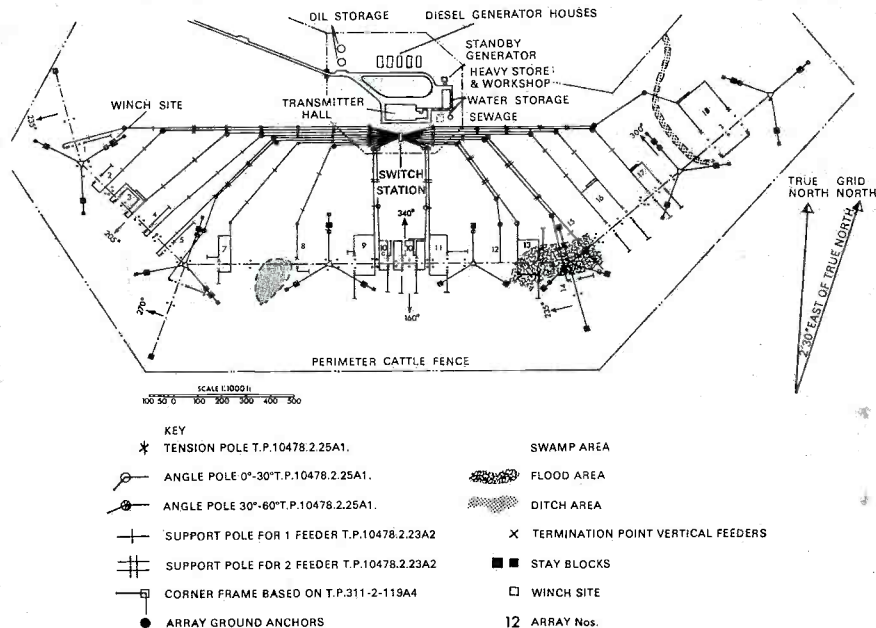 DIL STORAGE
DIESEL GENERATOR HOUSES
STANDBY
GENERATOR
HEAVY STORE
& WORKSHOP
WINCH SITE
TRANSMITTER
HALL
WATER STORAGE
SEWAGE
235°
1
2
3
4
5
205°
SWITCH
STATION
340°
300°
18
17
16
15
TRUE
NORTH
GRID
NORTH
7
8
9
10
10
11
12
13
14
270°
160°
2°30'EAST OF TRUE NORTH
PERIMETER CATTLE FENCE
SCALE 1:1000 ft
100 50 0 100 200 300 400 500
KEY
TENSION POLE T.P.10478.2.25A1.
ANGLE POLE 0°-30°T.P.10478.2.25A1.
ANGLE POLE 30°-60°T.P.10478.2.25A1.
SUPPORT POLE FOR 1 FEEDER T.P.10478.2.23A2
SUPPORT POLE FOR 2 FEEDER T.P.10478.2.23A2
CORNER FRAME BASED ON T.P.311-2-119A4
ARRAY GROUND ANCHORS
SWAMP AREA
FLOOD AREA
DITCH AREA
TERMINATION POINT VERTICAL FEEDERS
STAY BLOCKS
WINCH SITE
12 ARRAY Nos.